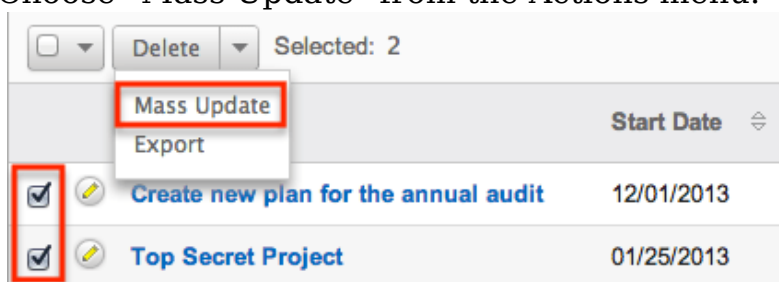 Choose "Mass Update" from the Actions menu.
Delete Selected: 2
Mass Update
Start Date
Export
Create new plan for the annual audit 12/01/2013
Top Secret Project 01/25/2013